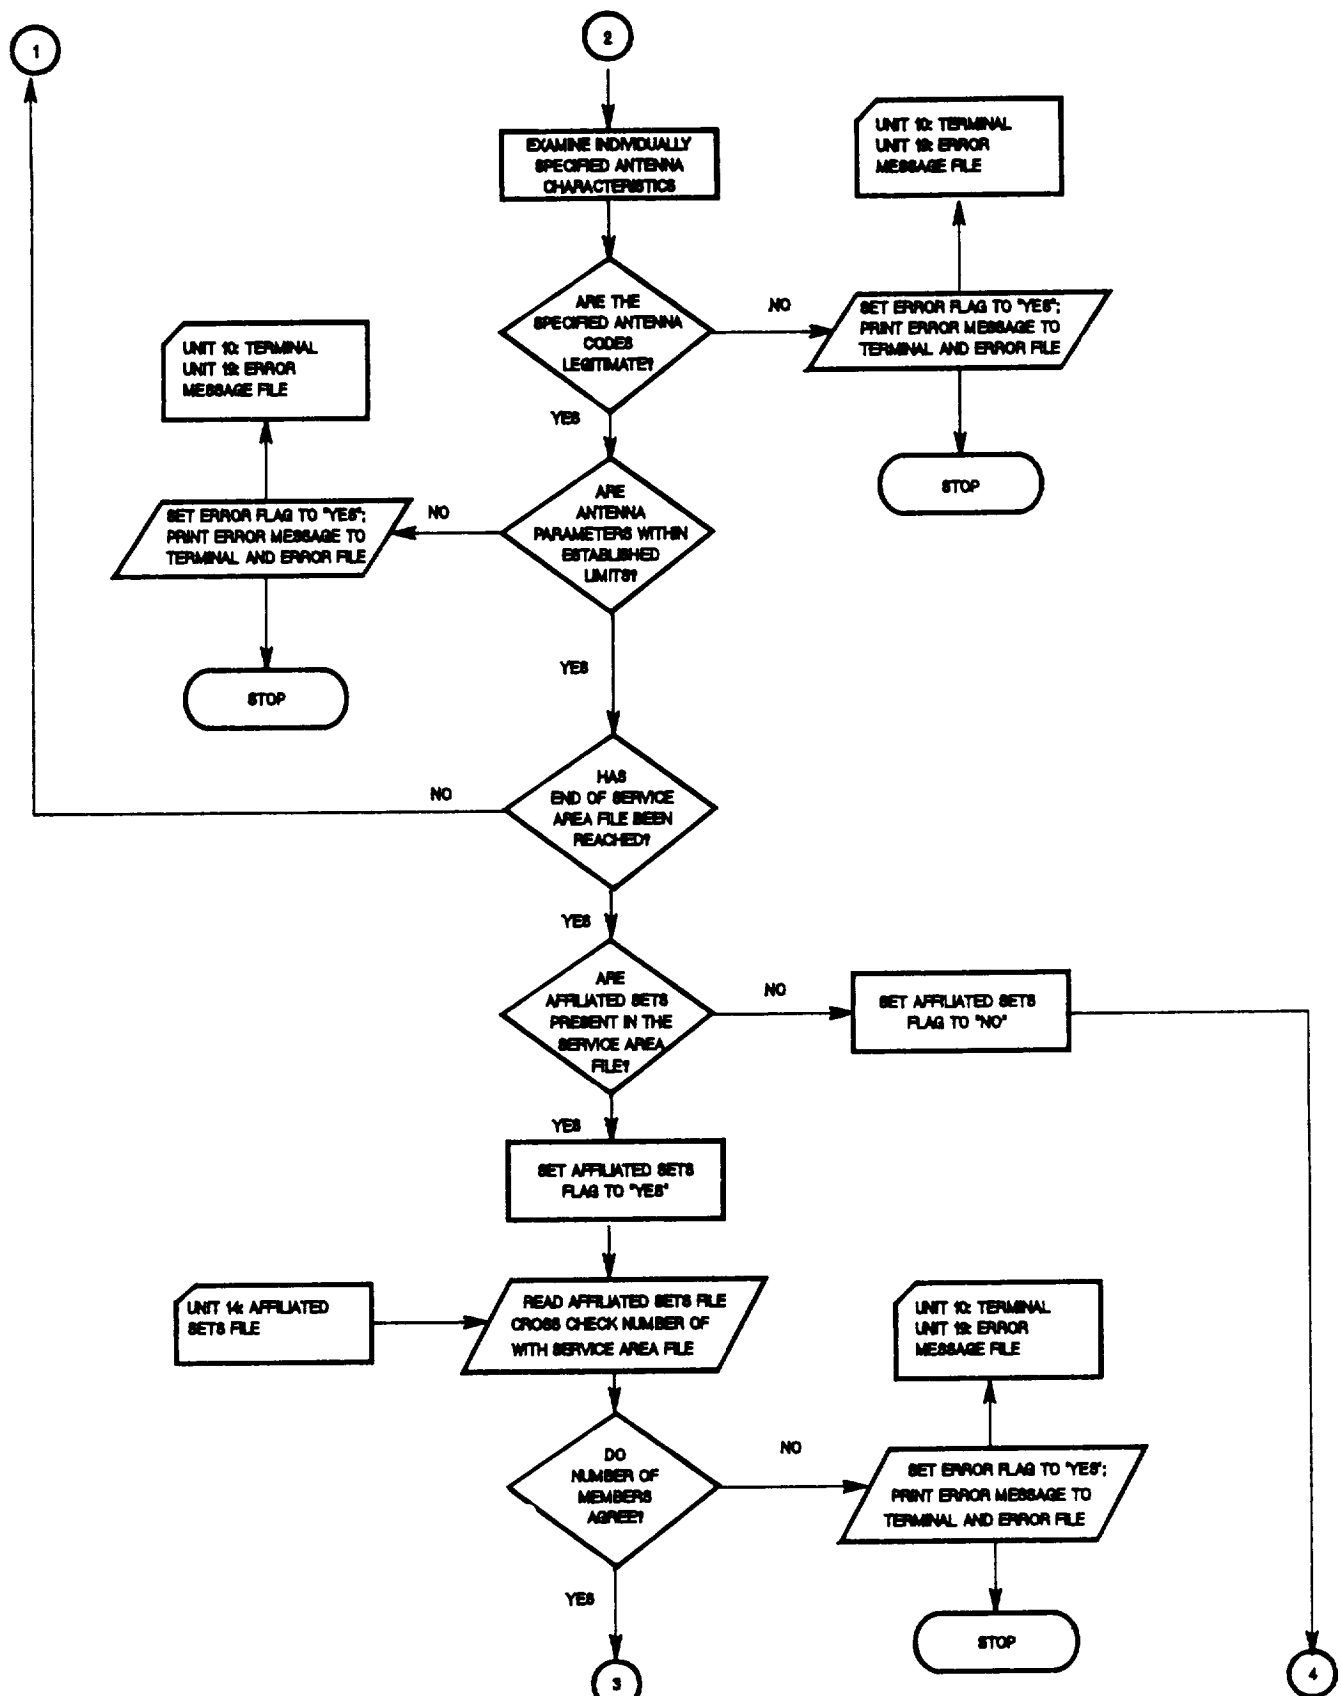 1
2
EXAMINE INDIVIDUALLY
SPECIFIED ANTENNA
CHARACTERISTICS
UNIT 10: TERMINAL
UNIT 19: ERROR
MESSAGE FILE
ARE THE
SPECIFIED ANTENNA
CODES
LEGITIMATE?
NO
SET ERROR FLAG TO "YES";
PRINT ERROR MESSAGE TO
TERMINAL AND ERROR FILE
STOP
YES
UNIT 10: TERMINAL
UNIT 19: ERROR
MESSAGE FILE
ARE
ANTENNA
PARAMETERS WITHIN
ESTABLISHED
LIMITS?
NO
SET ERROR FLAG TO "YES";
PRINT ERROR MESSAGE TO
TERMINAL AND ERROR FILE
STOP
YES
HAS
END OF SERVICE
AREA FILE BEEN
REACHED?
NO
YES
ARE
AFFILIATED SETS
PRESENT IN THE
SERVICE AREA
FILE?
NO
SET AFFILIATED SETS
FLAG TO "NO"
YES
SET AFFILIATED SETS
FLAG TO "YES"
UNIT 14: AFFILIATED
SETS FILE
READ AFFILIATED SETS FILE
CROSS CHECK NUMBER OF
WITH SERVICE AREA FILE
UNIT 10: TERMINAL
UNIT 19: ERROR
MESSAGE FILE
DO
NUMBER OF
MEMBERS
AGREE?
NO
SET ERROR FLAG TO "YES";
PRINT ERROR MESSAGE TO
TERMINAL AND ERROR FILE
STOP
YES
3
4